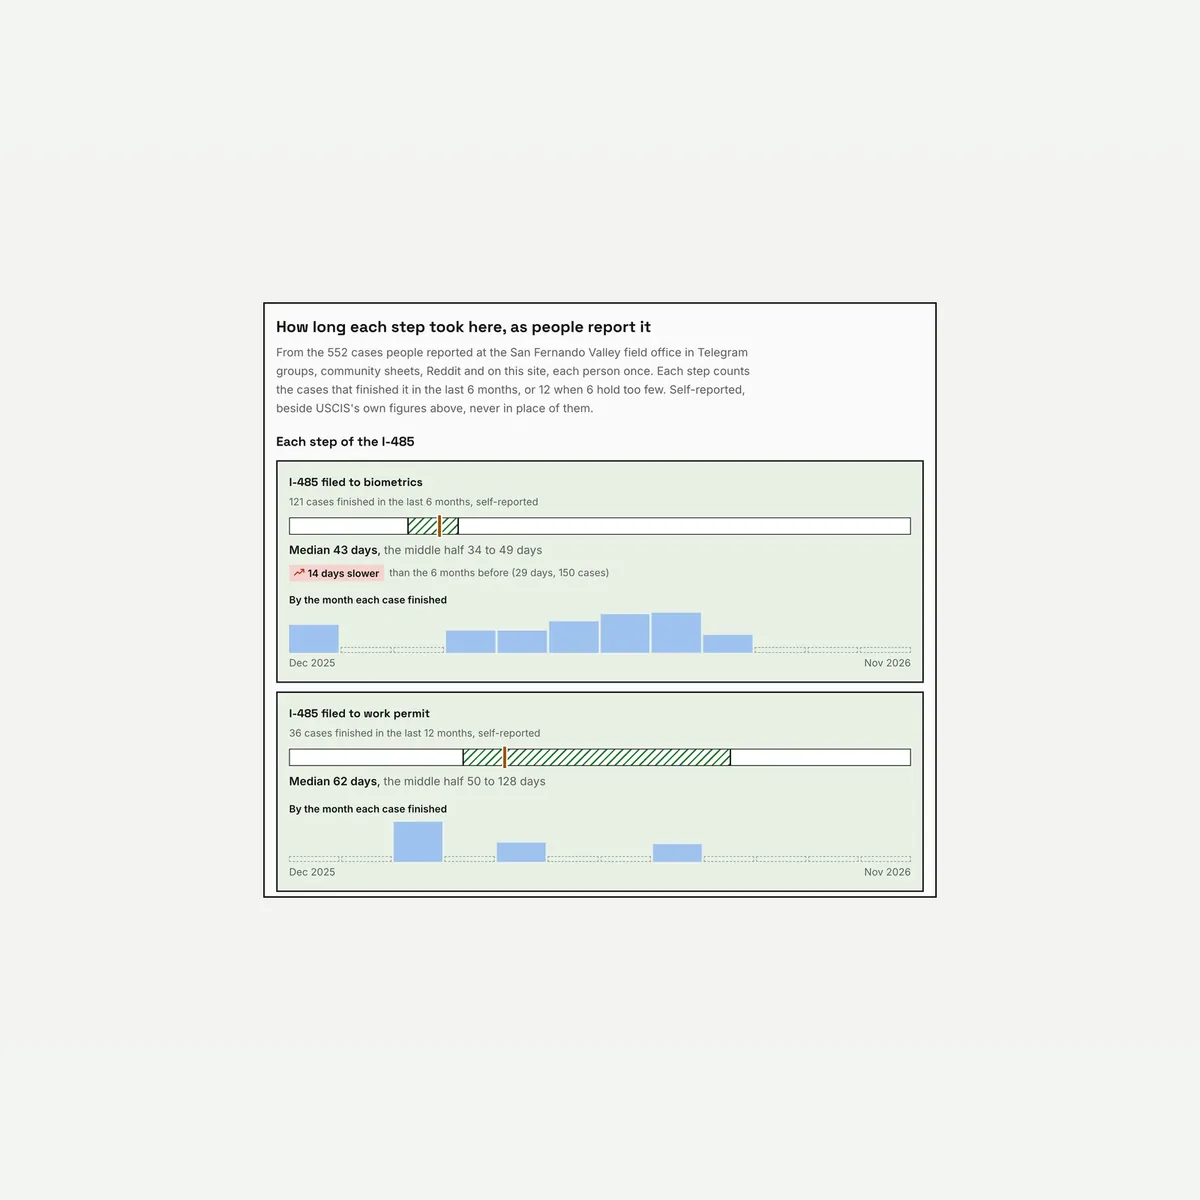 How long each step took here, as people report it
From the 552 cases people reported at the San Fernando Valley field office in Telegram
groups, community sheets, Reddit and on this site, each person once. Each step counts
the cases that finished it in the last 6 months, or 12 when 6 hold too few. Self-reported,
beside USCIS's own figures above, never in place of them.
Each step of the I-485
I-485 filed to biometrics
121 cases finished in the last 6 months, self-reported
Median 43 days, the middle half 34 to 49 days
14 days slower than the 6 months before (29 days, 150 cases)
By the month each case finished
Dec 2025 Nov 2026
I-485 filed to work permit
36 cases finished in the last 12 months, self-reported
Median 62 days, the middle half 50 to 128 days
By the month each case finished
Dec 2025 Nov 2026